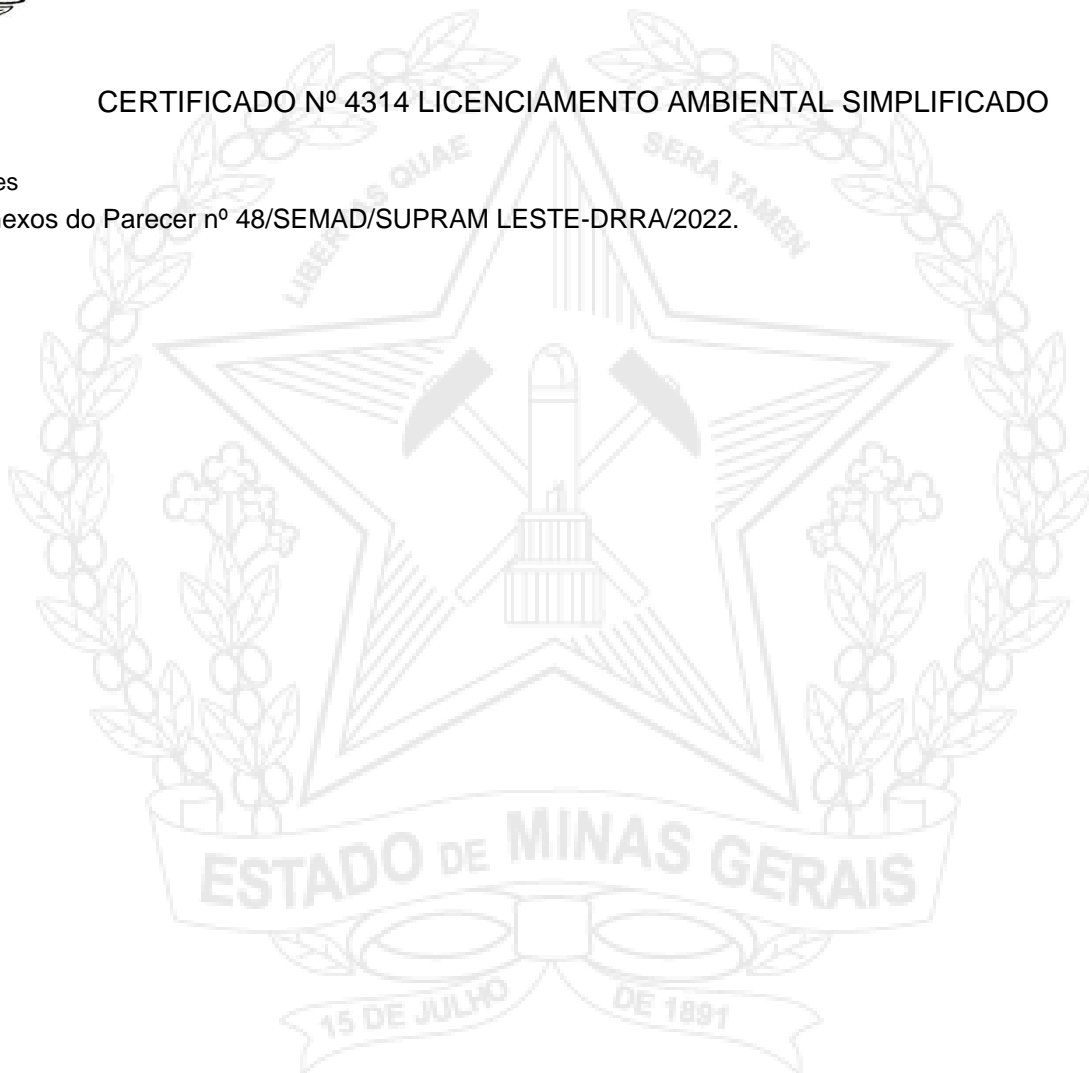 CERTIFICADO Nº 4314 LICENCIAMENTO AMBIENTAL SIMPLIFICADO
es
exos do Parecer nº 48/SEMAD/SUPRAM LESTE-DRRA/2022.
LIBERTAS QUAE SERA TAMEN
ESTADO DE MINAS GERAIS
15 DE JULHO DE 1891